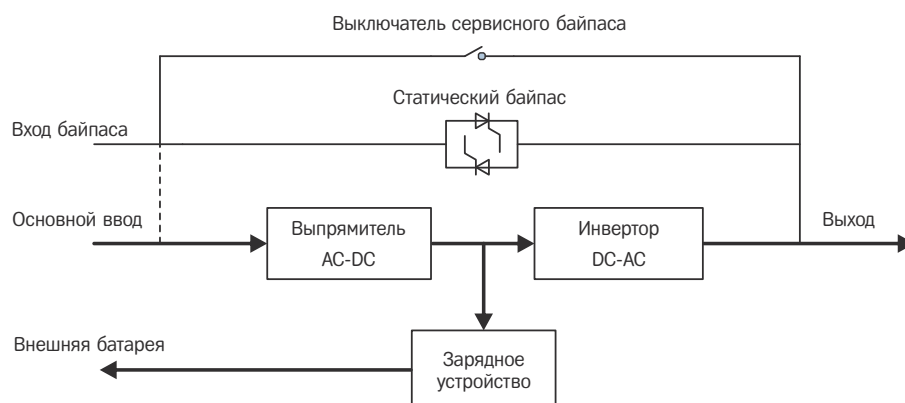 Выключатель сервисного байпаса
Статический байпас
Вход байпаса
Основной ввод
Выпрямитель
AC-DC
Инвертор
DC-AC
Выход
Внешняя батарея
Зарядное
устройство